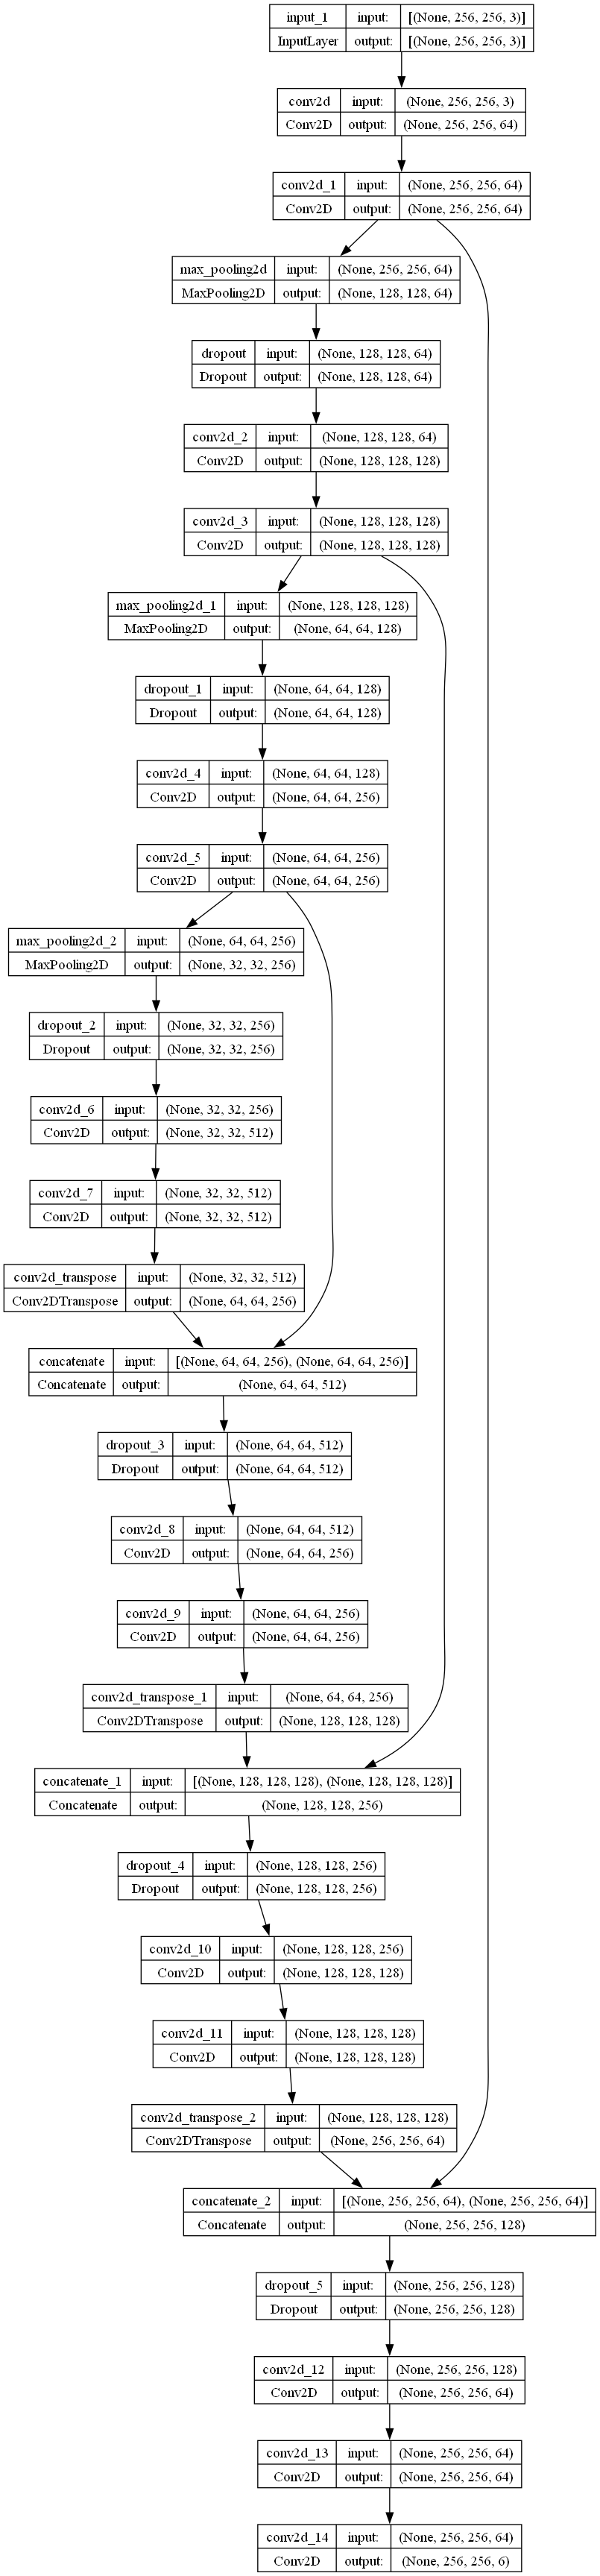 input_1 input: [(None, 256, 256, 3)]
InputLayer output: [(None, 256, 256, 3)]
conv2d input: (None, 256, 256, 3)
Conv2D output: (None, 256, 256, 64)
conv2d_1 input: (None, 256, 256, 64)
Conv2D output: (None, 256, 256, 64)
max_pooling2d input: (None, 256, 256, 64)
MaxPooling2D output: (None, 128, 128, 64)
dropout input: (None, 128, 128, 64)
Dropout output: (None, 128, 128, 64)
conv2d_2 input: (None, 128, 128, 64)
Conv2D output: (None, 128, 128, 128)
conv2d_3 input: (None, 128, 128, 128)
Conv2D output: (None, 128, 128, 128)
max_pooling2d_1 input: (None, 128, 128, 128)
MaxPooling2D output: (None, 64, 64, 128)
dropout_1 input: (None, 64, 64, 128)
Dropout output: (None, 64, 64, 128)
conv2d_4 input: (None, 64, 64, 128)
Conv2D output: (None, 64, 64, 256)
conv2d_5 input: (None, 64, 64, 256)
Conv2D output: (None, 64, 64, 256)
max_pooling2d_2 input: (None, 64, 64, 256)
MaxPooling2D output: (None, 32, 32, 256)
dropout_2 input: (None, 32, 32, 256)
Dropout output: (None, 32, 32, 256)
conv2d_6 input: (None, 32, 32, 256)
Conv2D output: (None, 32, 32, 512)
conv2d_7 input: (None, 32, 32, 512)
Conv2D output: (None, 32, 32, 512)
conv2d_transpose input: (None, 32, 32, 512)
Conv2DTranspose output: (None, 64, 64, 256)
concatenate input: [(None, 64, 64, 256), (None, 64, 64, 256)]
Concatenate output: (None, 64, 64, 512)
dropout_3 input: (None, 64, 64, 512)
Dropout output: (None, 64, 64, 512)
conv2d_8 input: (None, 64, 64, 512)
Conv2D output: (None, 64, 64, 256)
conv2d_9 input: (None, 64, 64, 256)
Conv2D output: (None, 64, 64, 256)
conv2d_transpose_1 input: (None, 64, 64, 256)
Conv2DTranspose output: (None, 128, 128, 128)
concatenate_1 input: [(None, 128, 128, 128), (None, 128, 128, 128)]
Concatenate output: (None, 128, 128, 256)
dropout_4 input: (None, 128, 128, 256)
Dropout output: (None, 128, 128, 256)
conv2d_10 input: (None, 128, 128, 256)
Conv2D output: (None, 128, 128, 128)
conv2d_11 input: (None, 128, 128, 128)
Conv2D output: (None, 128, 128, 128)
conv2d_transpose_2 input: (None, 128, 128, 128)
Conv2DTranspose output: (None, 256, 256, 64)
concatenate_2 input: [(None, 256, 256, 64), (None, 256, 256, 64)]
Concatenate output: (None, 256, 256, 128)
dropout_5 input: (None, 256, 256, 128)
Dropout output: (None, 256, 256, 128)
conv2d_12 input: (None, 256, 256, 128)
Conv2D output: (None, 256, 256, 64)
conv2d_13 input: (None, 256, 256, 64)
Conv2D output: (None, 256, 256, 64)
conv2d_14 input: (None, 256, 256, 64)
Conv2D output: (None, 256, 256, 6)